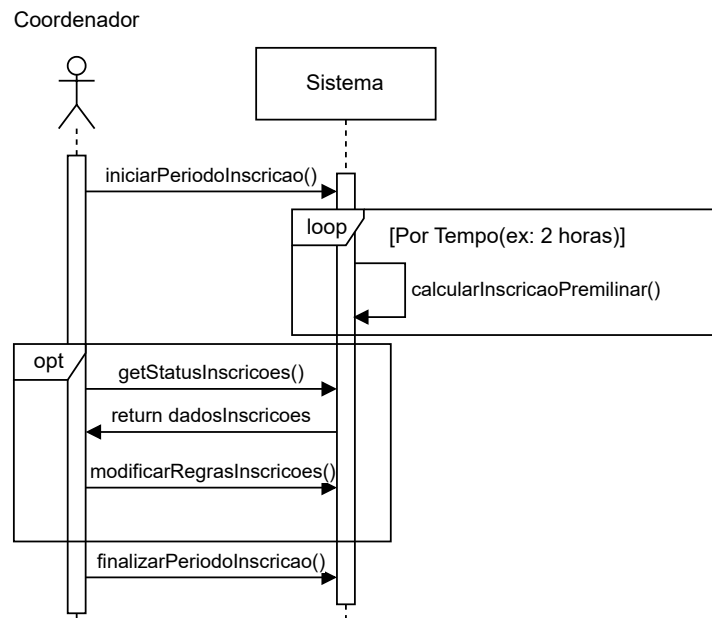 Coordenador
Sistema
iniciarPeriodoInscricao()
loop
[Por Tempo(ex: 2 horas)]
calcularInscricaoPremilinar()
opt
getStatusInscricoes()
return dadosInscricoes
modificarRegrasInscricoes()
finalizarPeriodoInscricao()